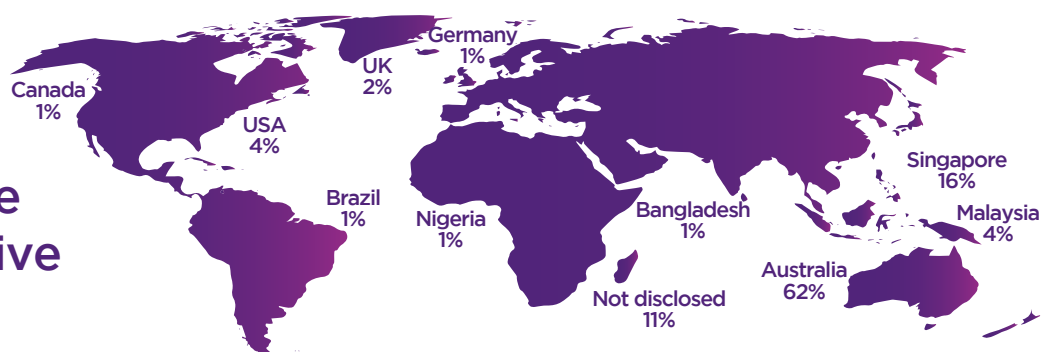 Germany
1%
UK
2%
Canada
1%
USA
4%
Singapore
16%
Brazil
1%
Nigeria
1%
Bangladesh
1%
Malaysia
4%
Australia
62%
Not disclosed
11%